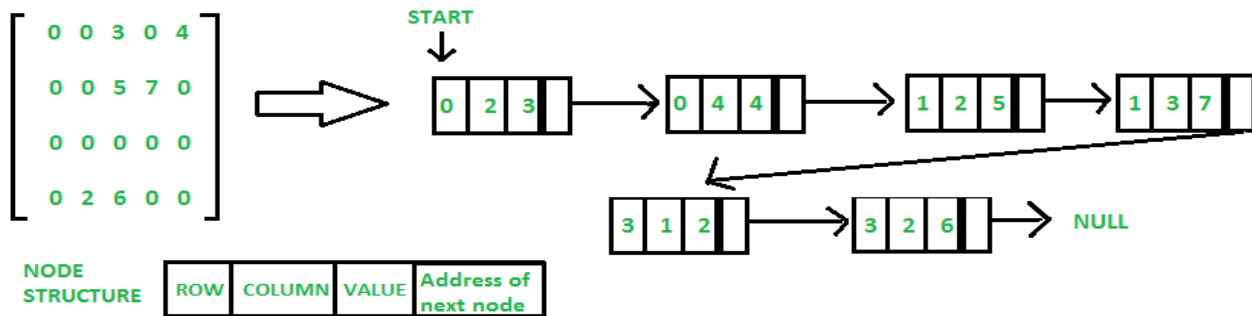 START
0 0 3 0 4
0 0 5 7 0
0 0 0 0 0
0 2 6 0 0
0 2 3
0 4 4
1 2 5
1 3 7
3 1 2
3 2 6
NULL
NODE
STRUCTURE
ROW
COLUMN
VALUE
Address of
next node